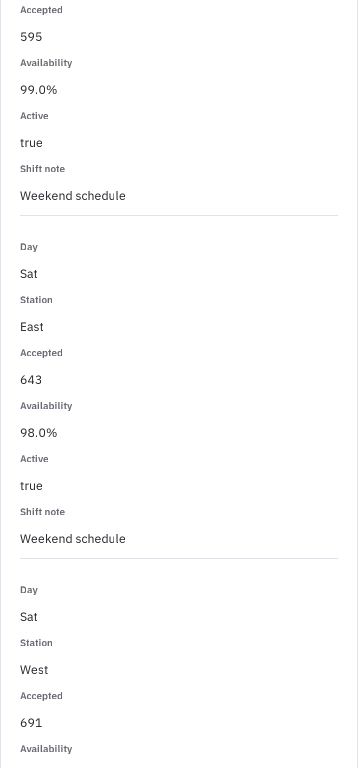 Accepted
595
Availability
99.0%
Active
true
Shift note
Weekend schedule
Day
Sat
Station
East
Accepted
643
Availability
98.0%
Active
true
Shift note
Weekend schedule
Day
Sat
Station
West
Accepted
691
Availability